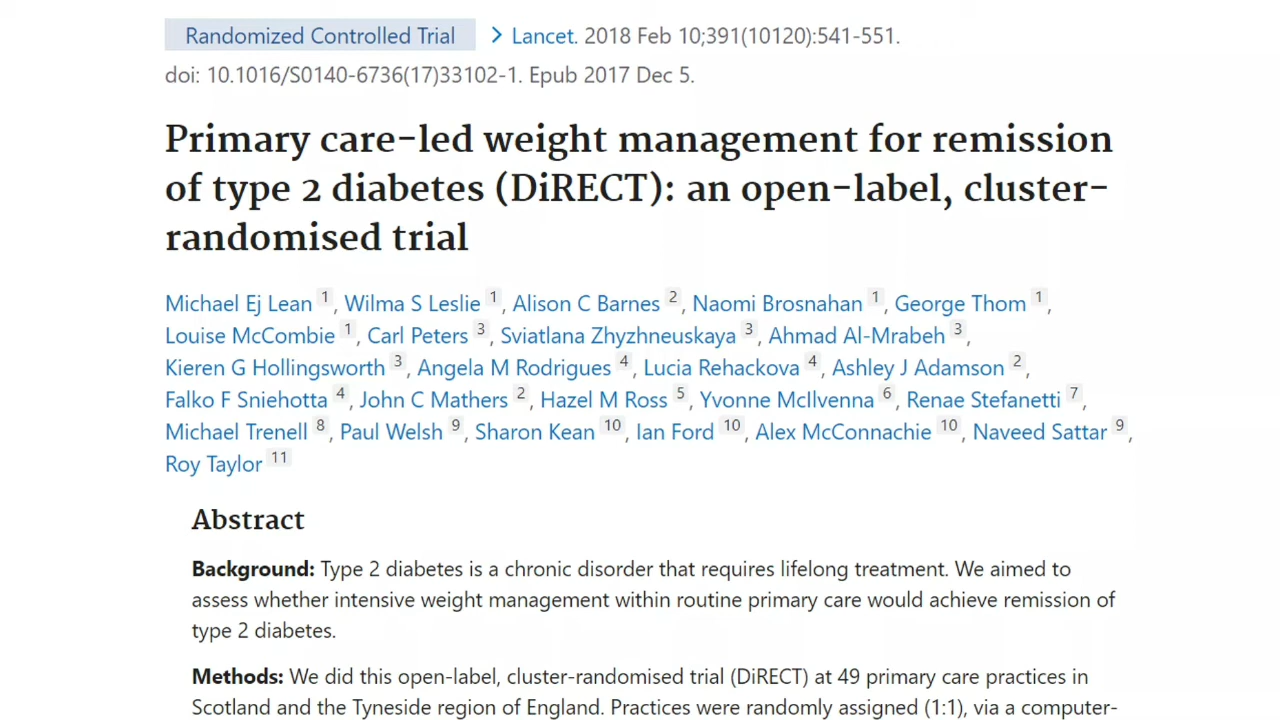 Randomized Controlled Trial > Lancet. 2018 Feb 10;391(10120):541-551.
doi: 10.1016/S0140-6736(17)33102-1. Epub 2017 Dec 5.
Primary care-led weight management for remission
of type 2 diabetes (DiRECT): an open-label, cluster-
randomised trial
Michael Ej Lean 1, Wilma S Leslie 1, Alison C Barnes 2, Naomi Brosnahan 1, George Thom 1,
Louise McCombie 1, Carl Peters 3, Sviatlana Zhyzhneuskaya 3, Ahmad Al-Mrabeh 3,
Kieren G Hollingsworth 3, Angela M Rodrigues 4, Lucia Rehackova 4, Ashley J Adamson 2,
Falko F Sniehotta 4, John C Mathers 2, Hazel M Ross 5, Yvonne McIlvenna 6, Renae Stefanetti 7,
Michael Trenell 8, Paul Welsh 9, Sharon Kean 10, Ian Ford 10, Alex McConnachie 10, Naveed Sattar 9,
Roy Taylor 11
Abstract
Background: Type 2 diabetes is a chronic disorder that requires lifelong treatment. We aimed to
assess whether intensive weight management within routine primary care would achieve remission of
type 2 diabetes.
Methods: We did this open-label, cluster-randomised trial (DiRECT) at 49 primary care practices in
Scotland and the Tyneside region of England. Practices were randomly assigned (1:1), via a computer-